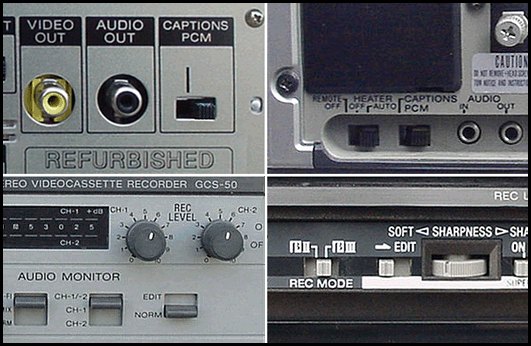 VIDEO OUT
AUDIO OUT
CAPTIONS PCM
REFURBISHED
CAUTION
REMOTE
OFF
HEATER
OFF
AUTO
CAPTIONS PCM
AUDIO
IN
OUT
STEREO VIDEOCASSETTE RECORDER GCS-50
CH-1 +dB
CH-2
CH-1
REC LEVEL
CH-2
AUDIO MONITOR
CH-1/-2
CH-1
CH-2
EDIT
NORM
REC
SOFT
SHARPNESS
EDIT
REC MODE
ON